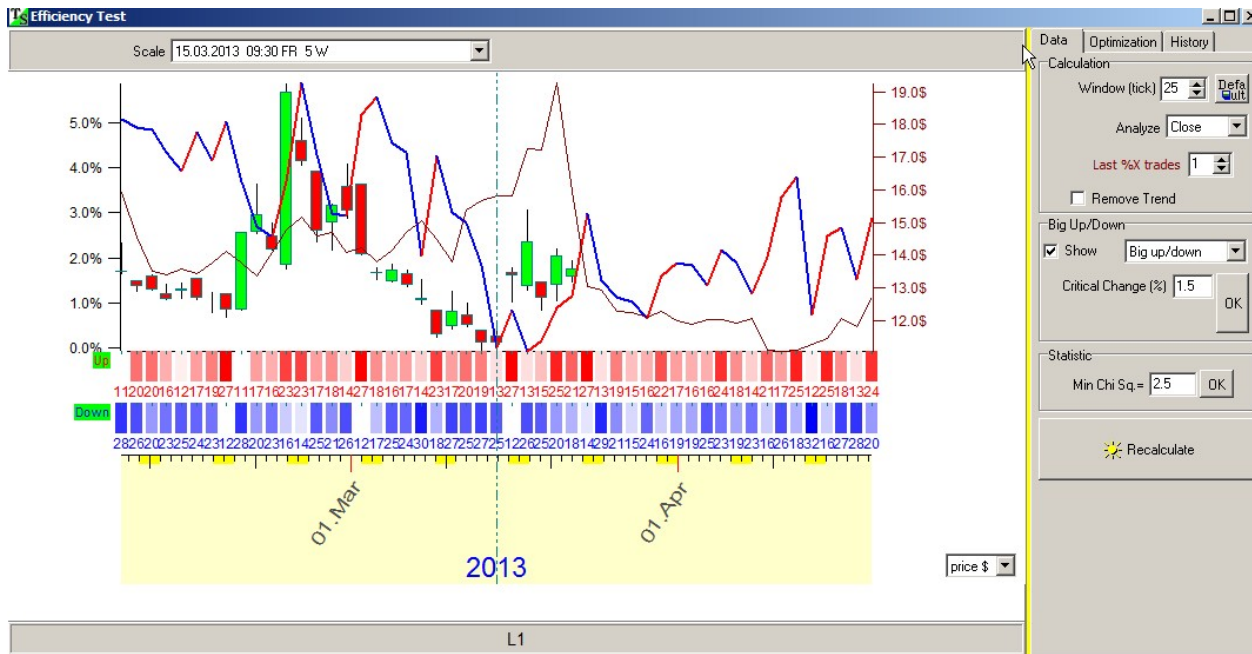 TS Efficiency Test
Scale 15.03.2013 09:30 FR 5 W
Data Optimization History
Calculation
Window (tick) 25 Defa ult
Analyze Close
Last %X trades 1
Remove Trend
Big Up/Down
Show Big up/down
Critical Change (%) 1.5 OK
Statistic
Min Chi Sq.= 2.5 OK
Recalculate
5.0%
4.0%
3.0%
2.0%
1.0%
0.0%
19.0$
18.0$
17.0$
16.0$
15.0$
14.0$
13.0$
12.0$
Up
Down
01.Mar
01.Apr
2013
price $
L1